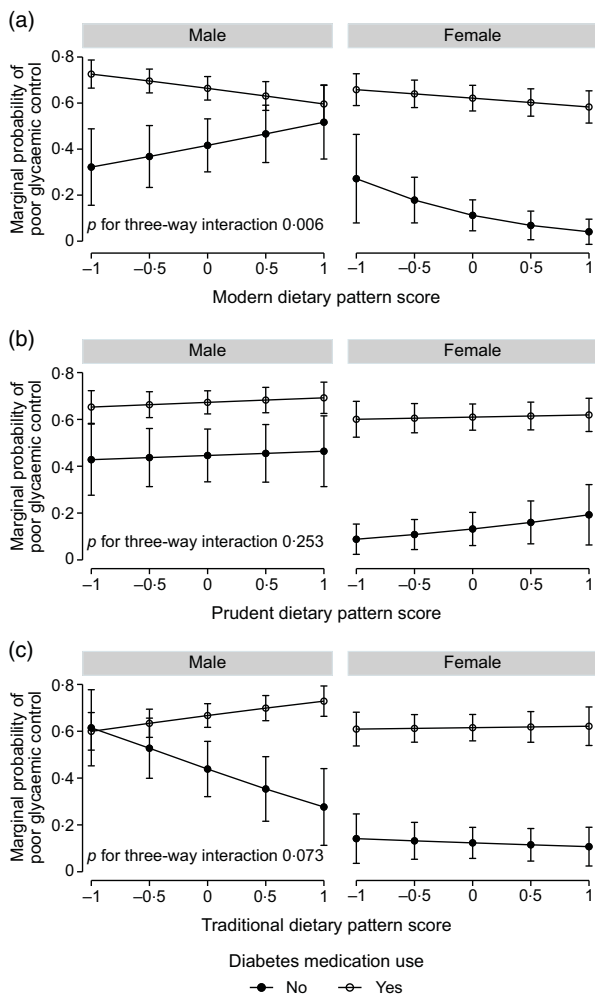 (a)
Male
Female
Marginal probability of
poor glycaemic control
0·8
0·6
0·4
0·2
0
p for three-way interaction 0·006
–1 –0·5 0 0·5 1
–1 –0·5 0 0·5 1
Modern dietary pattern score
(b)
Male
Female
Marginal probability of
poor glycaemic control
0·8
0·6
0·4
0·2
0
p for three-way interaction 0·253
–1 –0·5 0 0·5 1
–1 –0·5 0 0·5 1
Prudent dietary pattern score
(c)
Male
Female
Marginal probability of
poor glycaemic control
0·8
0·6
0·4
0·2
0
p for three-way interaction 0·073
–1 –0·5 0 0·5 1
–1 –0·5 0 0·5 1
Traditional dietary pattern score
Diabetes medication use
No Yes